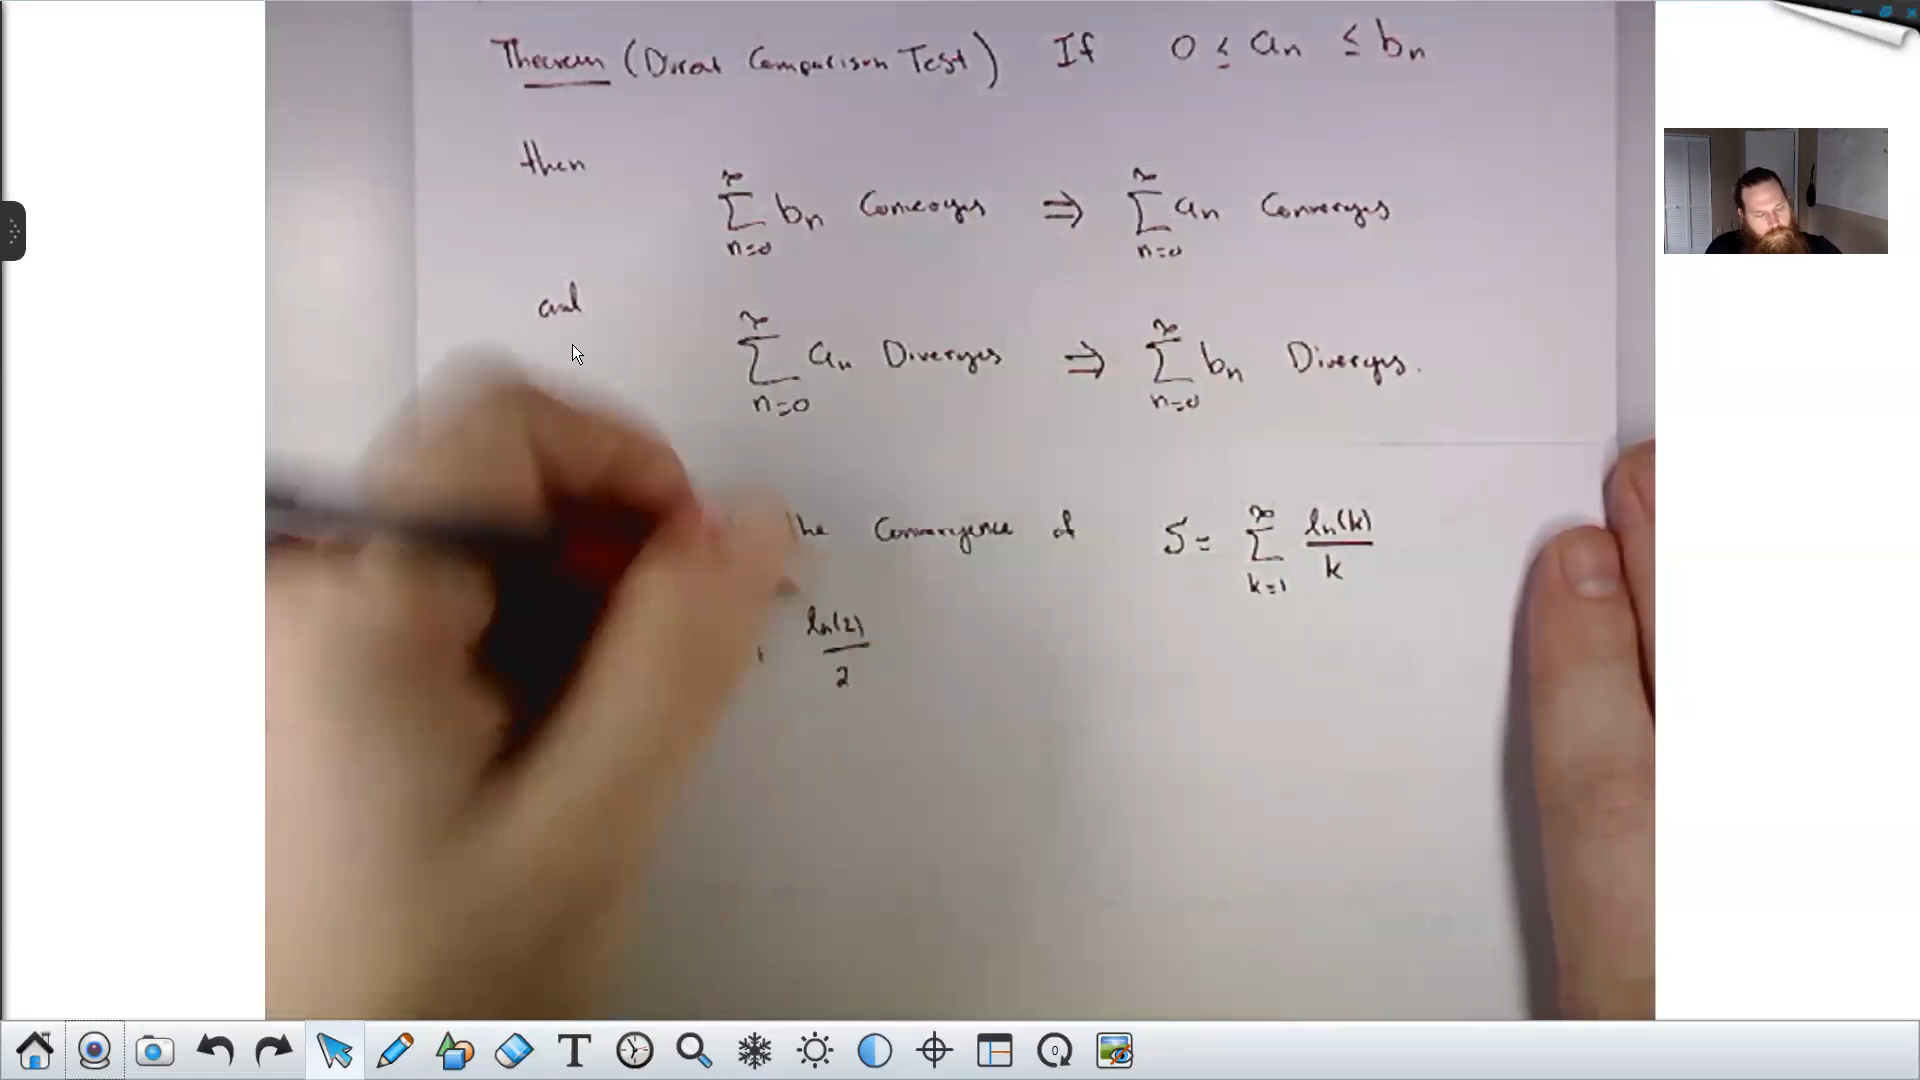 Theorem (Direct Comparison Test) If 0 ≤ an ≤ bn
then
∞ ∑ n=0 bn Converges ⇒ ∞ ∑ n=0 an Converges
and
∞ ∑ n=0 an Diverges ⇒ ∞ ∑ n=0 bn Diverges.
the Convergence of S = ∞ ∑ k=1 ln(k) / k
ln(2) / 2